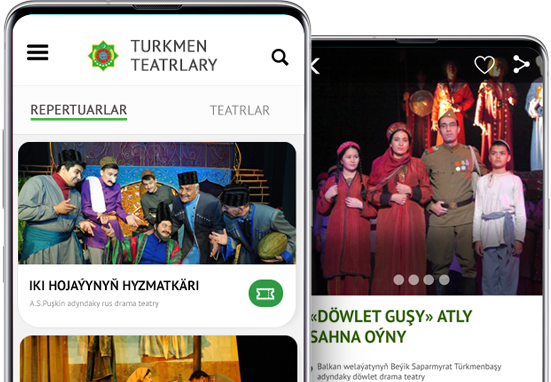 TURKMEN
TEATRLARY
REPERTUARLAR
TEATRLAR
IKI HOJAÝYNYŇ HYZMATKÄRI
A.S.Puşkin adyndaky rus drama teatry
«DÖWLET GUŞY» ATLY
SAHNA OÝNY
Balkan welaýatynyň Beýik Saparmyrat Türkmenbaşy
adyndaky döwlet drama teatry